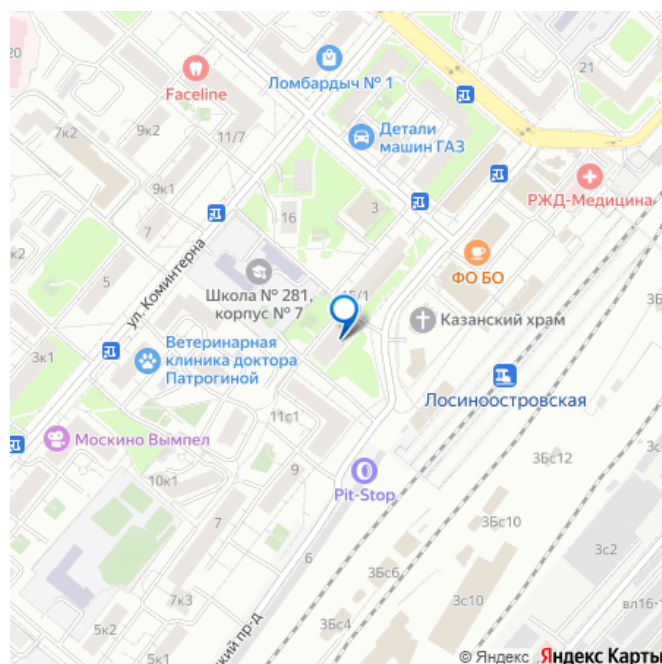 20
21
Ломбардыч № 1
Faceline
7к2
9к2
11/7
Детали
машин ГАЗ
9к1
РЖД-Медицина
3
16
7
ул. Коминтерна
ФО БО
5
Школа № 281,
корпус № 7
15/1
3Б
Казанский храм
3к1
Ветеринарная
клиника доктора
Патрогиной
Лосиноостровская
11с1
Москино Вымпел
9
10к1
3Бс12
Pit-Stop
7
3Бс10
3с2
6
3Бс6
7к3
3с10
вл16-1
3Бс4
5к2
ский пр-д
5к1
© Яндекс Яндекс Карты